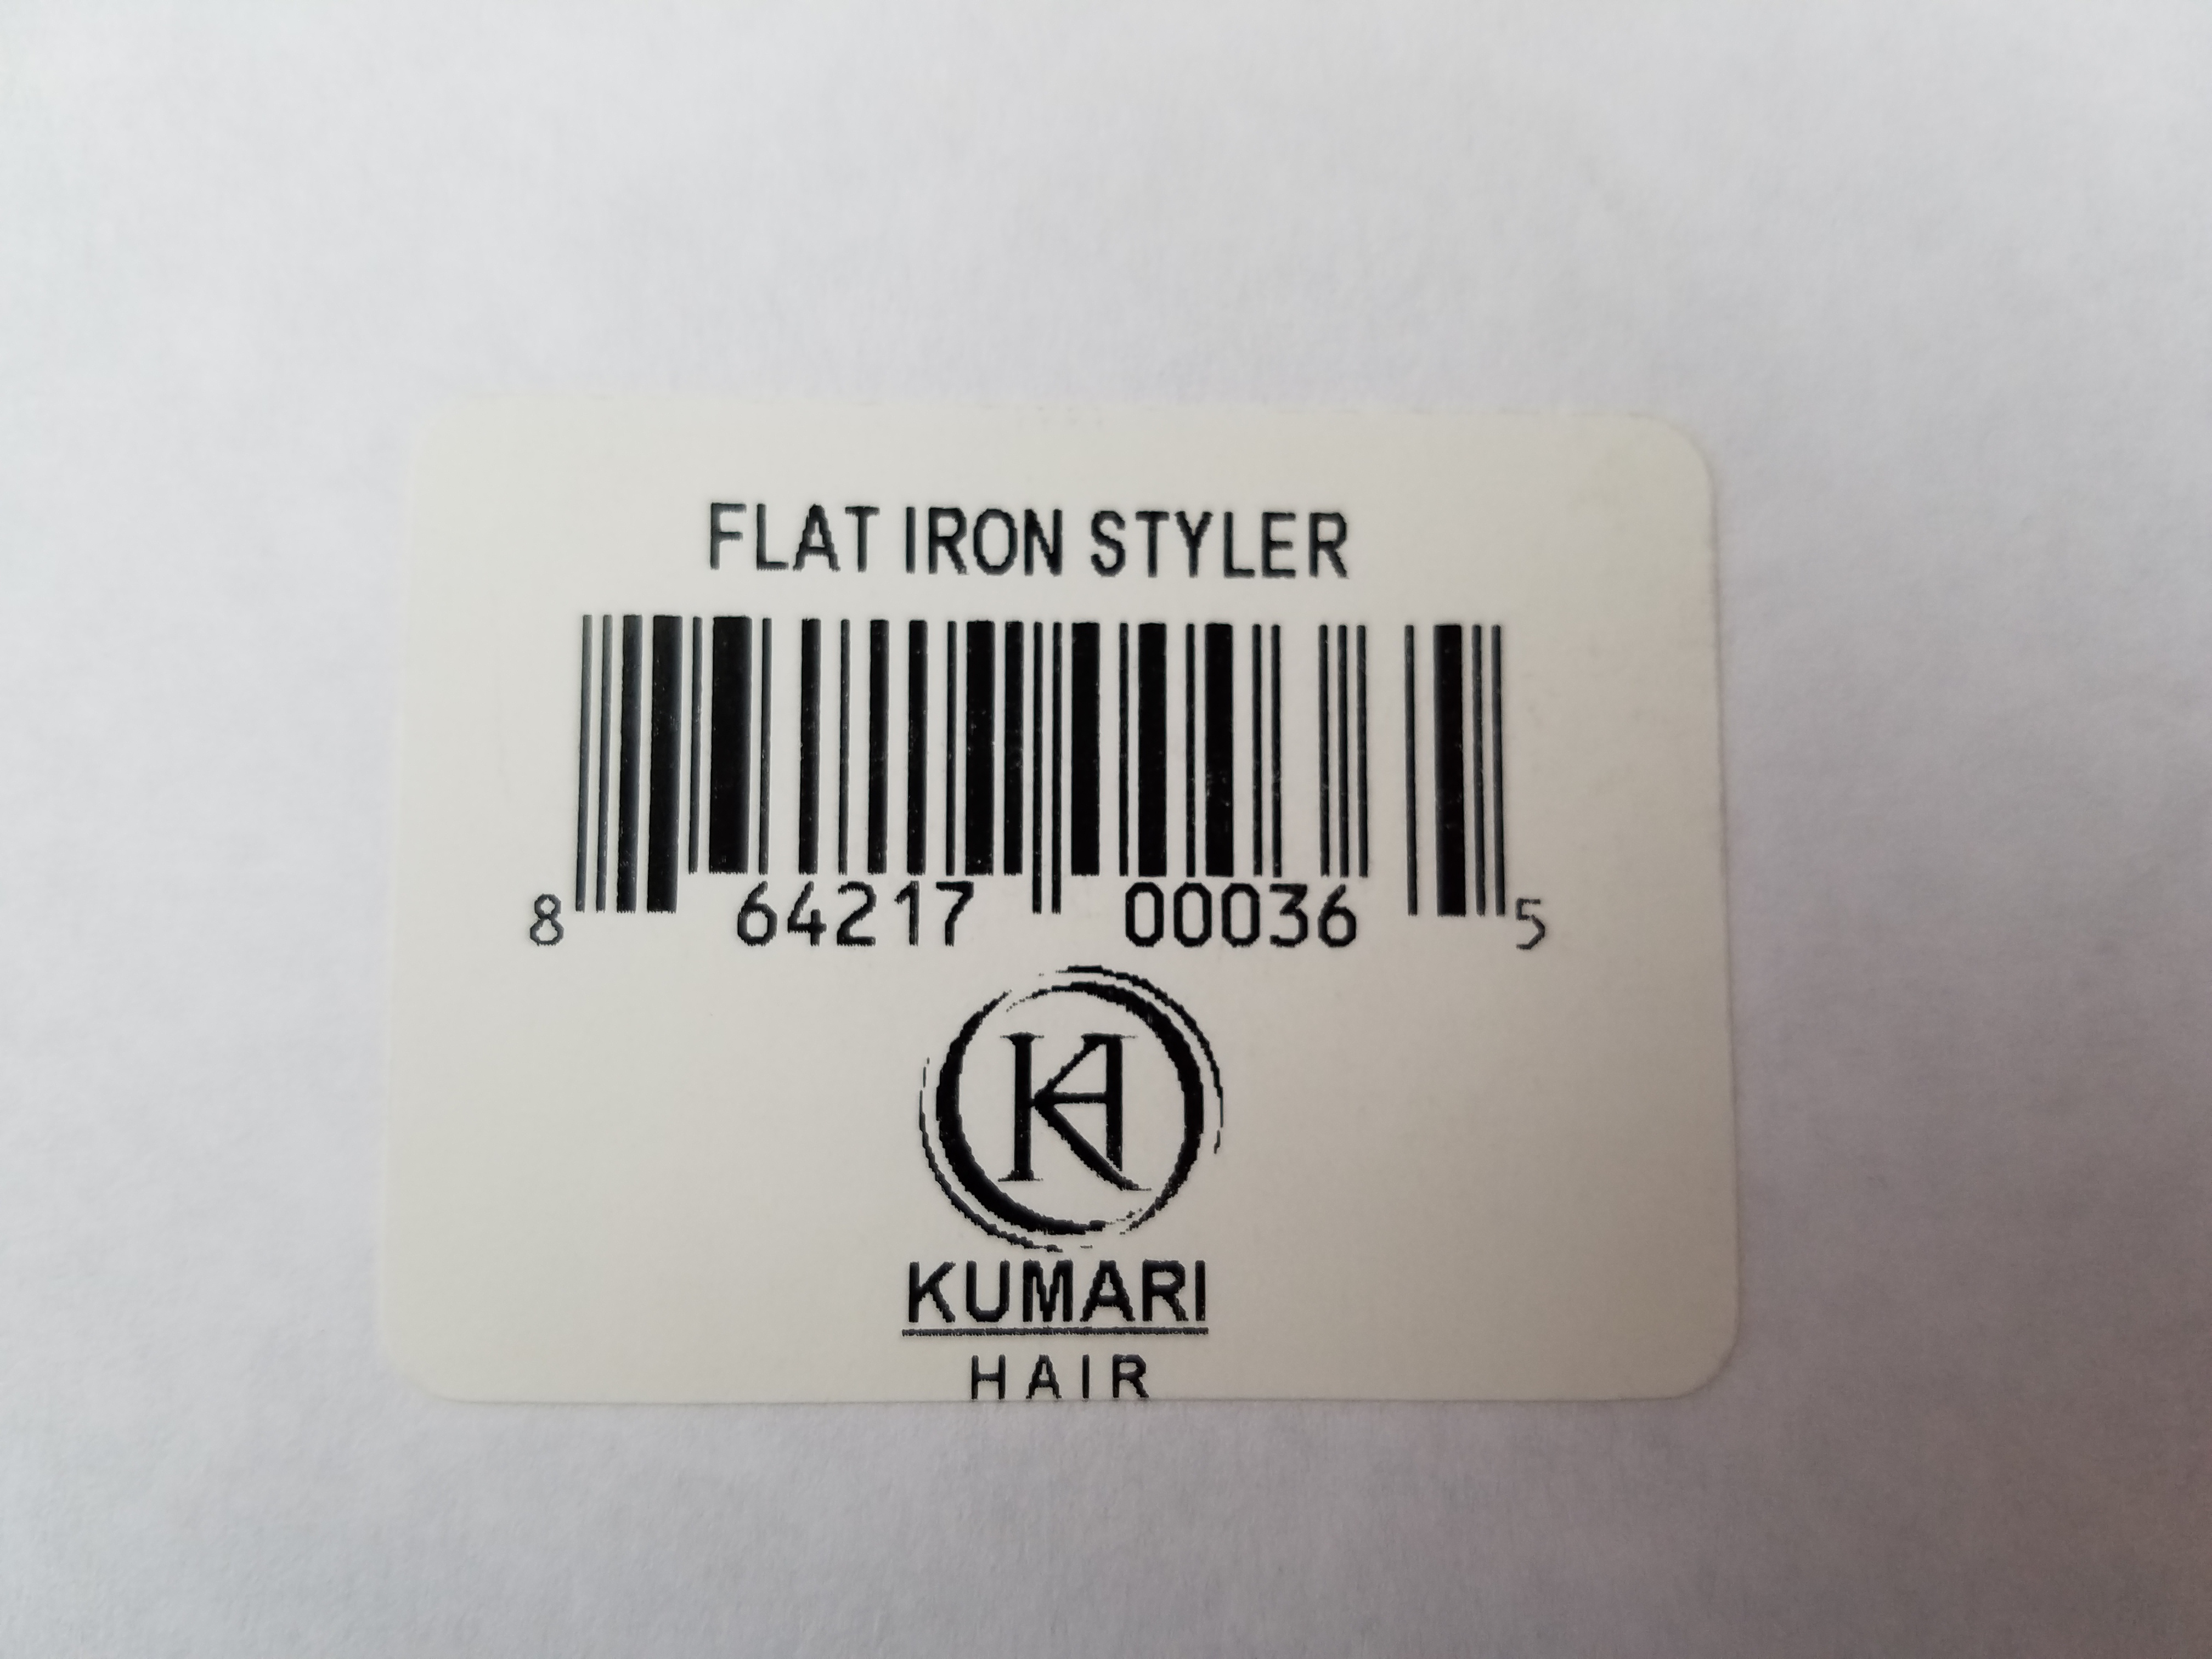 FLAT IRON STYLER
8 64217 00036 5
KH
KUMARI
HAIR